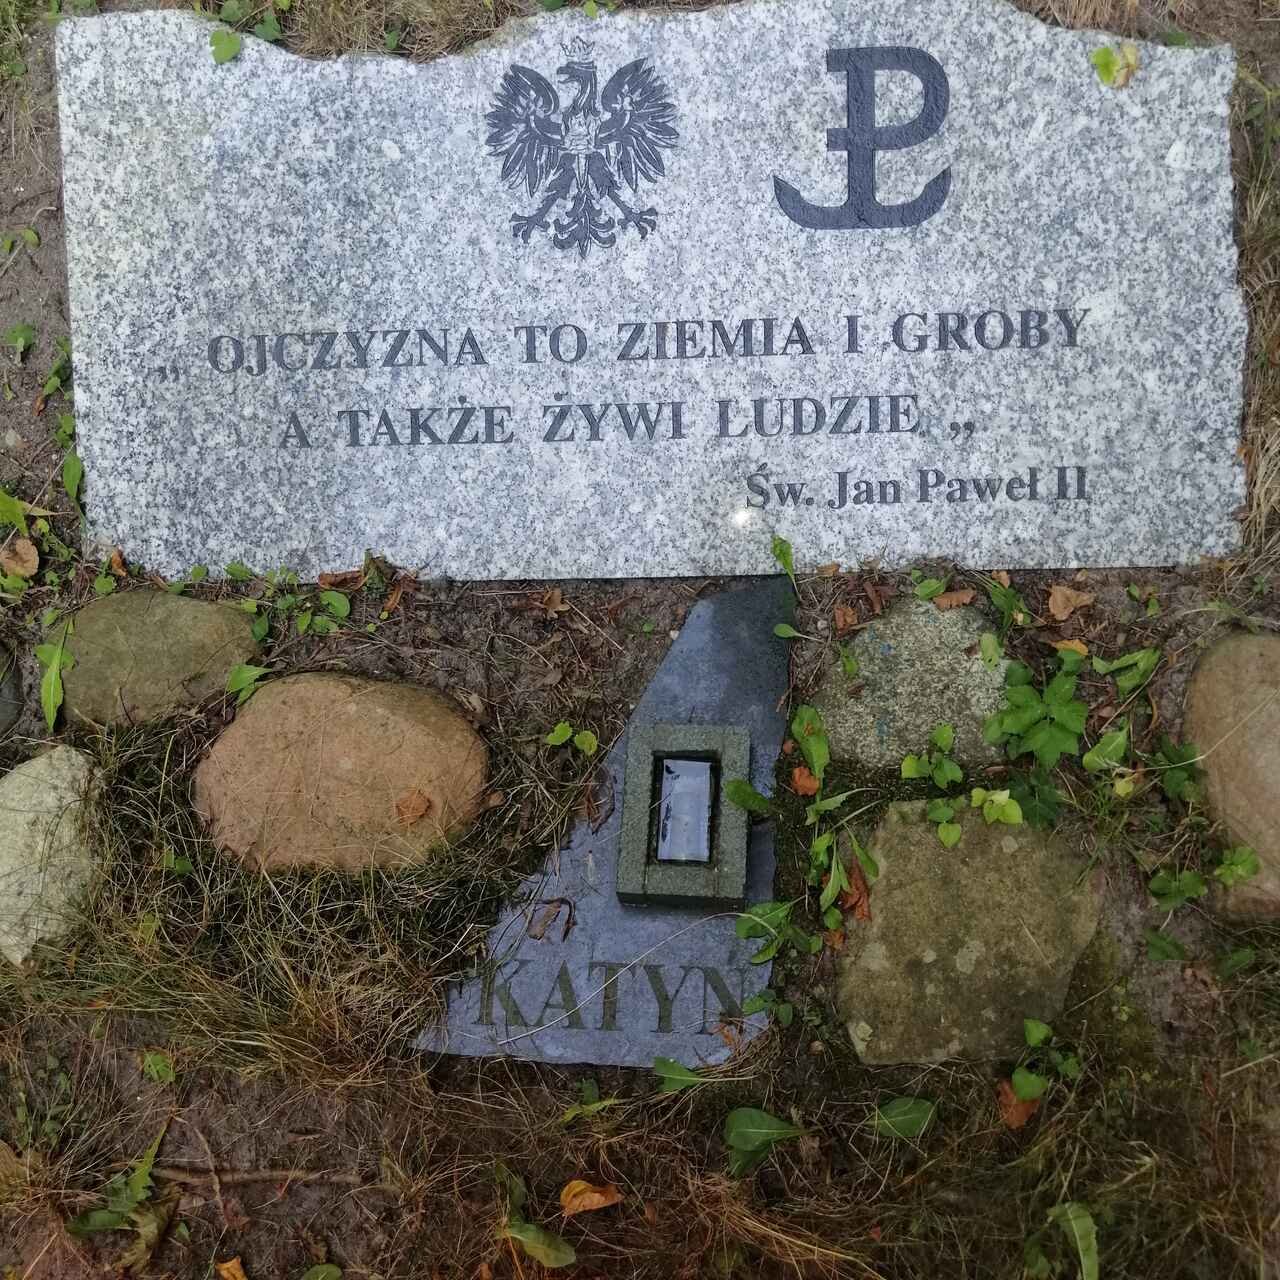 „ OJCZYZNA TO ZIEMIA I GROBY
A TAKŻE ŻYWI LUDZIE „
Św. Jan Paweł II
KATYŃ